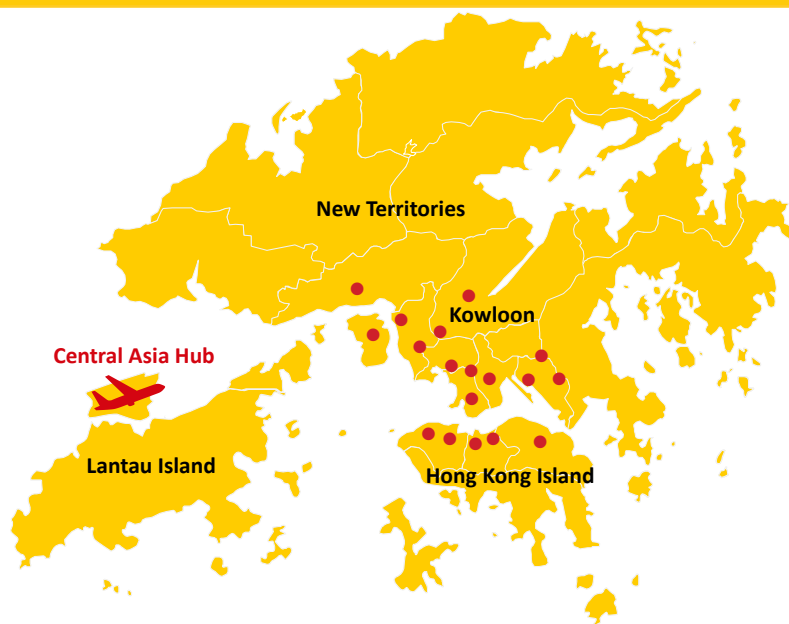 New Territories
Kowloon
Central Asia Hub
Lantau Island
Hong Kong Island